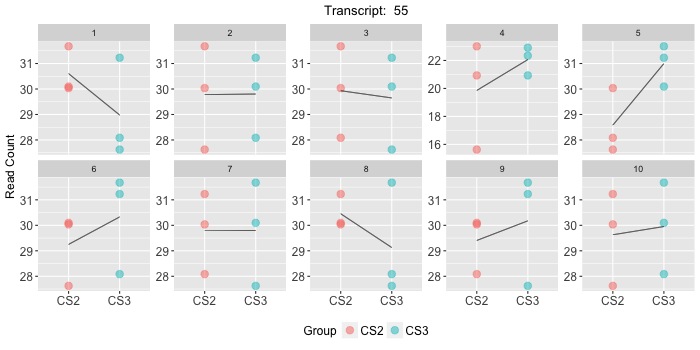 Transcript: 55
1 2 3 4 5
31 31 31 22 31
30 30 30 20 30
29 29 29 18 29
28 28 28 16 28
Read Count
6 7 8 9 10
31 31 31 31 31
30 30 30 30 30
29 29 29 29 29
28 28 28 28 28
CS2 CS3 CS2 CS3 CS2 CS3 CS2 CS3 CS2 CS3
Group CS2 CS3